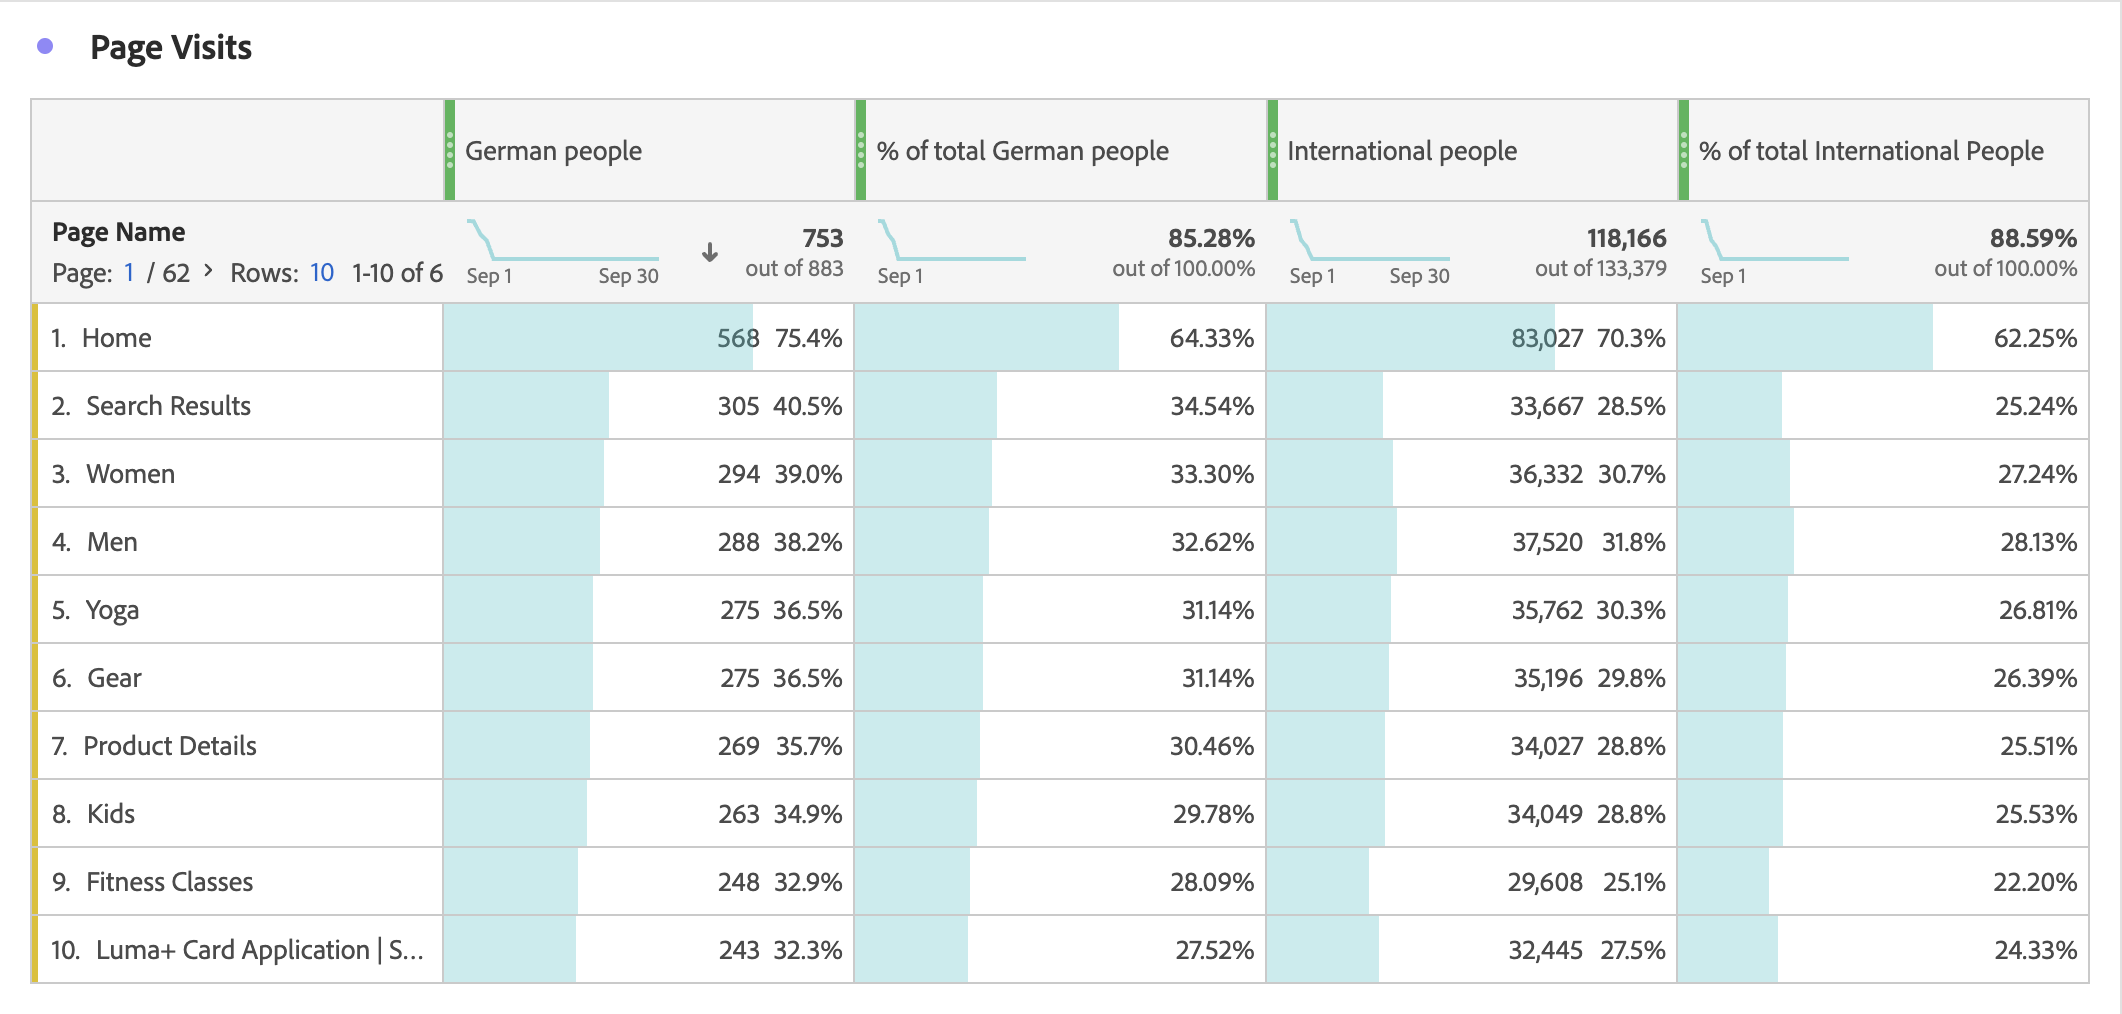 Page Visits
German people % of total German people International people % of total International People
Page Name
Page: 1 / 62 > Rows: 10 1-10 of 6
Sep 1 Sep 30 ↓ 753 out of 883
Sep 1 85.28% out of 100.00%
Sep 1 Sep 30 118,166 out of 133,379
Sep 1 88.59% out of 100.00%
1. Home 568 75.4% 64.33% 83,027 70.3% 62.25%
2. Search Results 305 40.5% 34.54% 33,667 28.5% 25.24%
3. Women 294 39.0% 33.30% 36,332 30.7% 27.24%
4. Men 288 38.2% 32.62% 37,520 31.8% 28.13%
5. Yoga 275 36.5% 31.14% 35,762 30.3% 26.81%
6. Gear 275 36.5% 31.14% 35,196 29.8% 26.39%
7. Product Details 269 35.7% 30.46% 34,027 28.8% 25.51%
8. Kids 263 34.9% 29.78% 34,049 28.8% 25.53%
9. Fitness Classes 248 32.9% 28.09% 29,608 25.1% 22.20%
10. Luma+ Card Application | S... 243 32.3% 27.52% 32,445 27.5% 24.33%